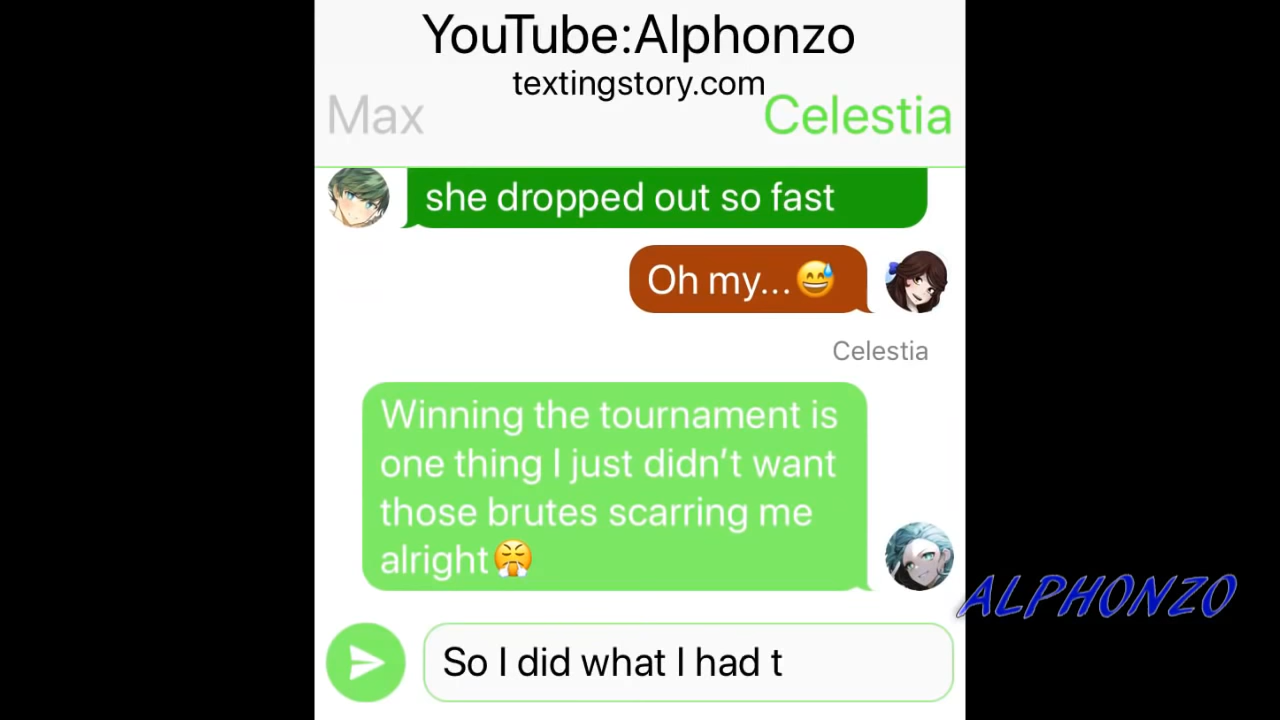 YouTube:Alphonzo
textingstory.com
Max
Celestia
she dropped out so fast
Oh my...😅
Celestia
Winning the tournament is
one thing I just didn’t want
those brutes scarring me
alright😤
ALPHONZO
So I did what I had t